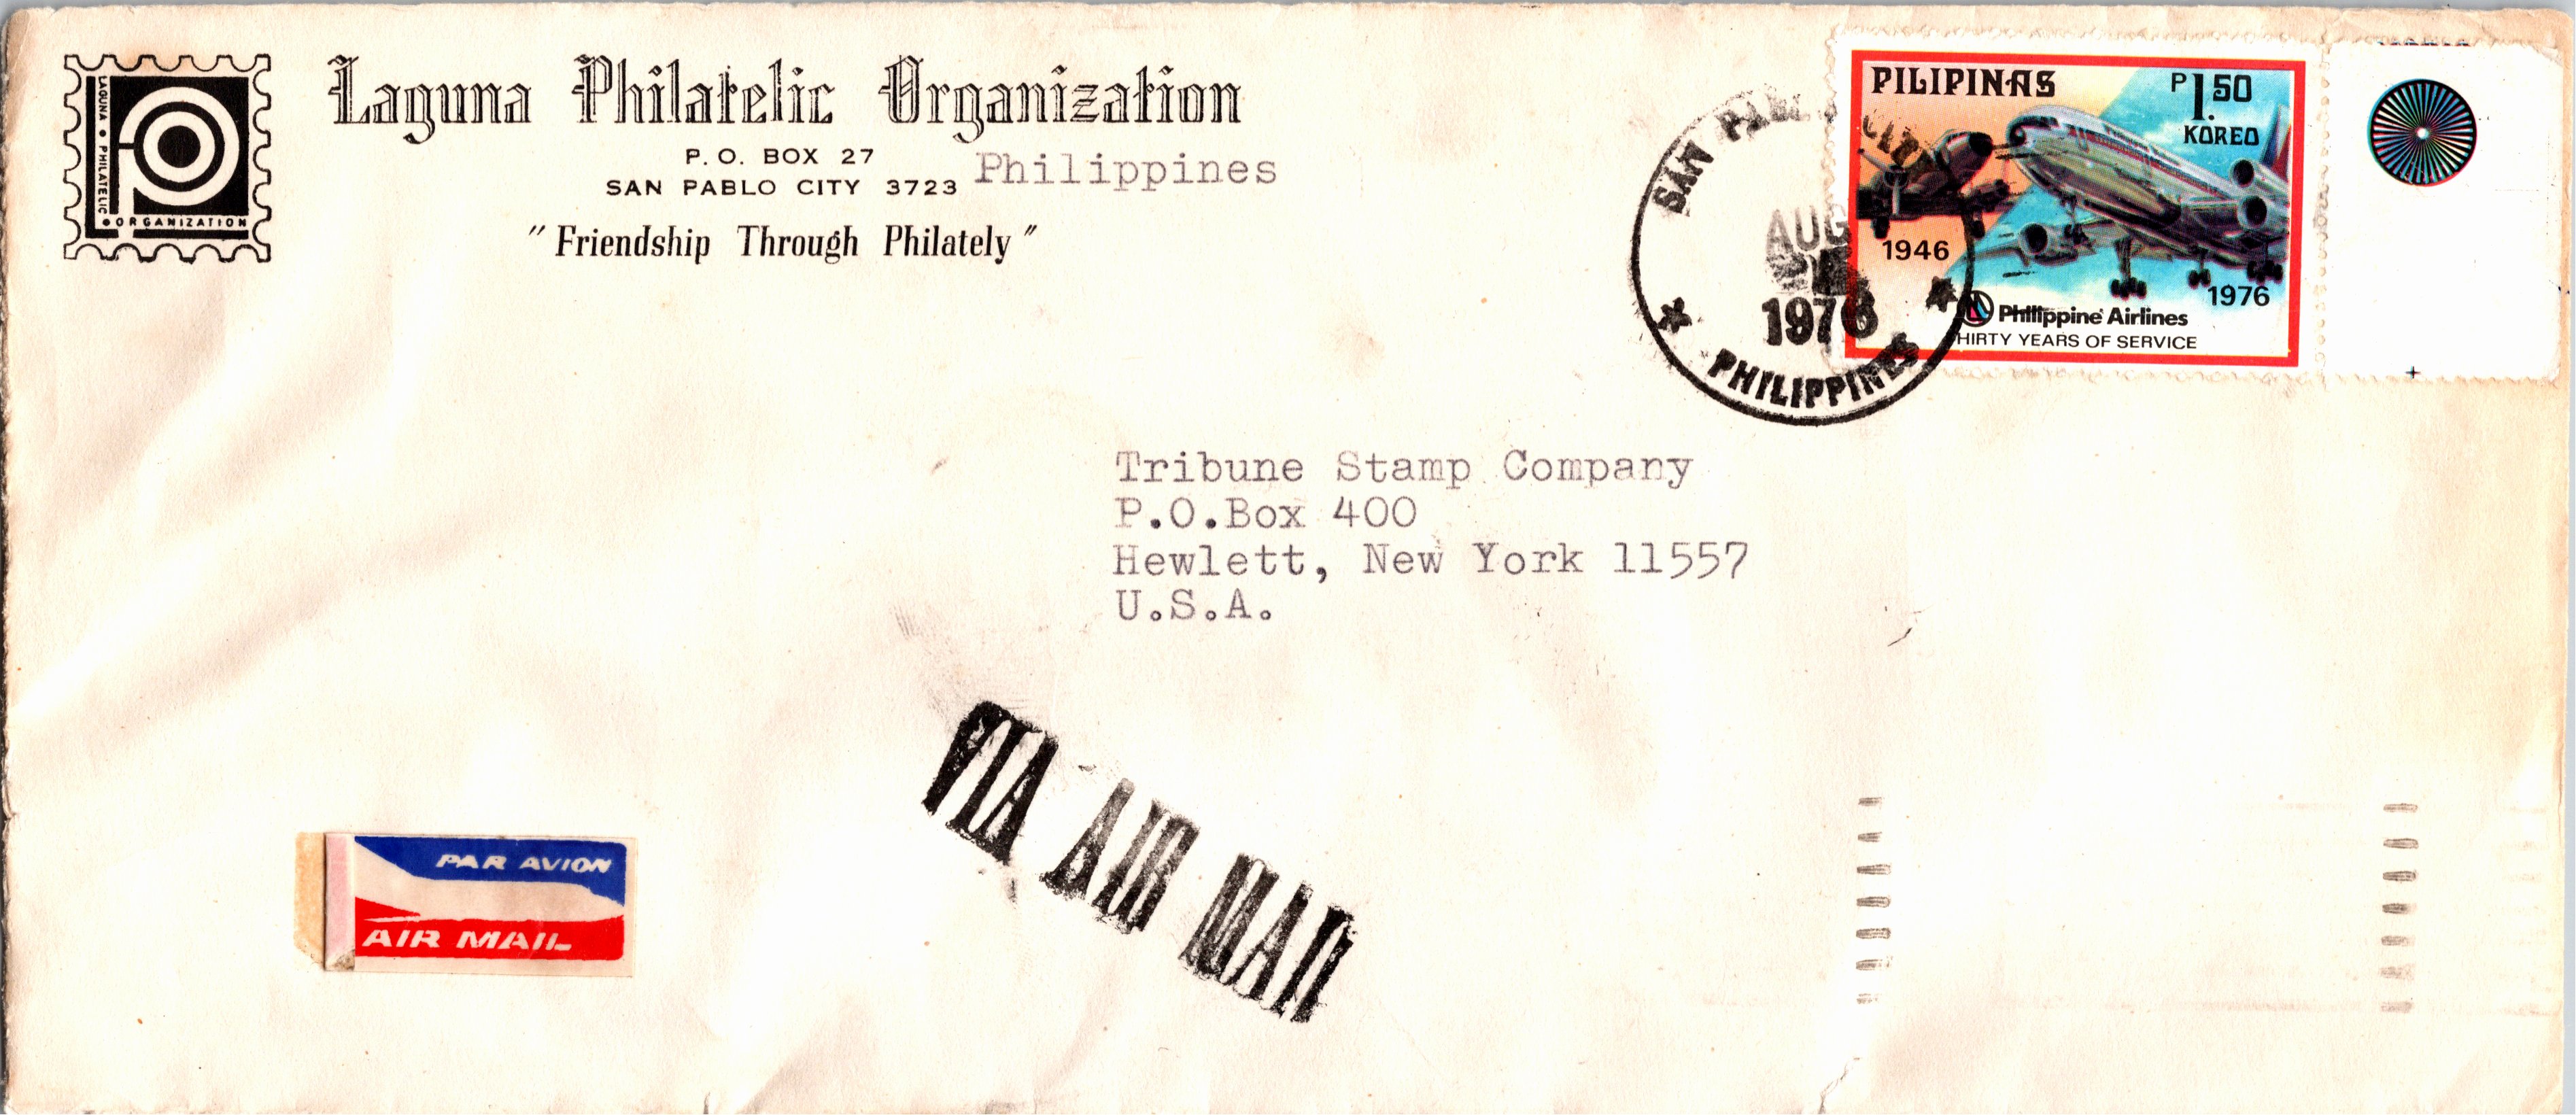 LAGUNA • PHILATELIC
• ORGANIZATION
Laguna Philatelic Organization
P. O. BOX 27
SAN PABLO CITY 3723 Philippines
"Friendship Through Philately"
SAN PABLO CITY
AUG
1976
PHILIPPINES
PILIPINAS
P1.50
KOREO
1946
1976
Philippine Airlines
HIRTY YEARS OF SERVICE
Tribune Stamp Company
P.O.Box 400
Hewlett, New York 11557
U.S.A.
VIA AIR MAIL
PAR AVION
AIR MAIL